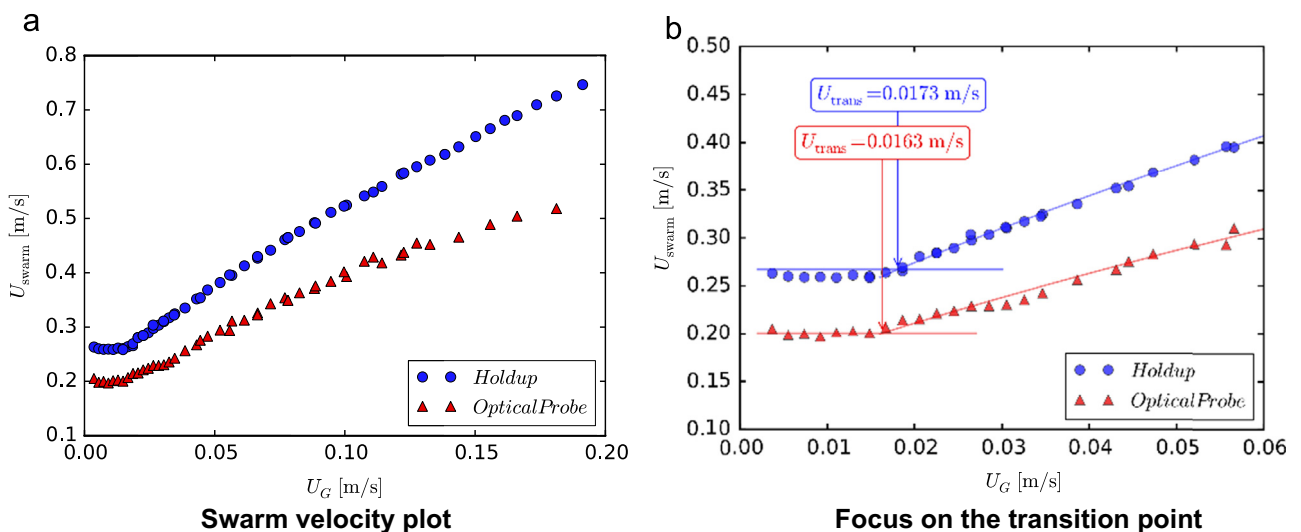 a
0.8
0.7
0.6
0.5
0.4
0.3
0.2
0.1
U_swarm [m/s]
Holdup
OpticalProbe
0.00 0.05 0.10 0.15 0.20
U_G [m/s]
Swarm velocity plot
b
0.50
0.45
0.40
0.35
0.30
0.25
0.20
0.15
0.10
U_swarm [m/s]
U_trans=0.0173 m/s
U_trans=0.0163 m/s
Holdup
OpticalProbe
0.00 0.01 0.02 0.03 0.04 0.05 0.06
U_G [m/s]
Focus on the transition point